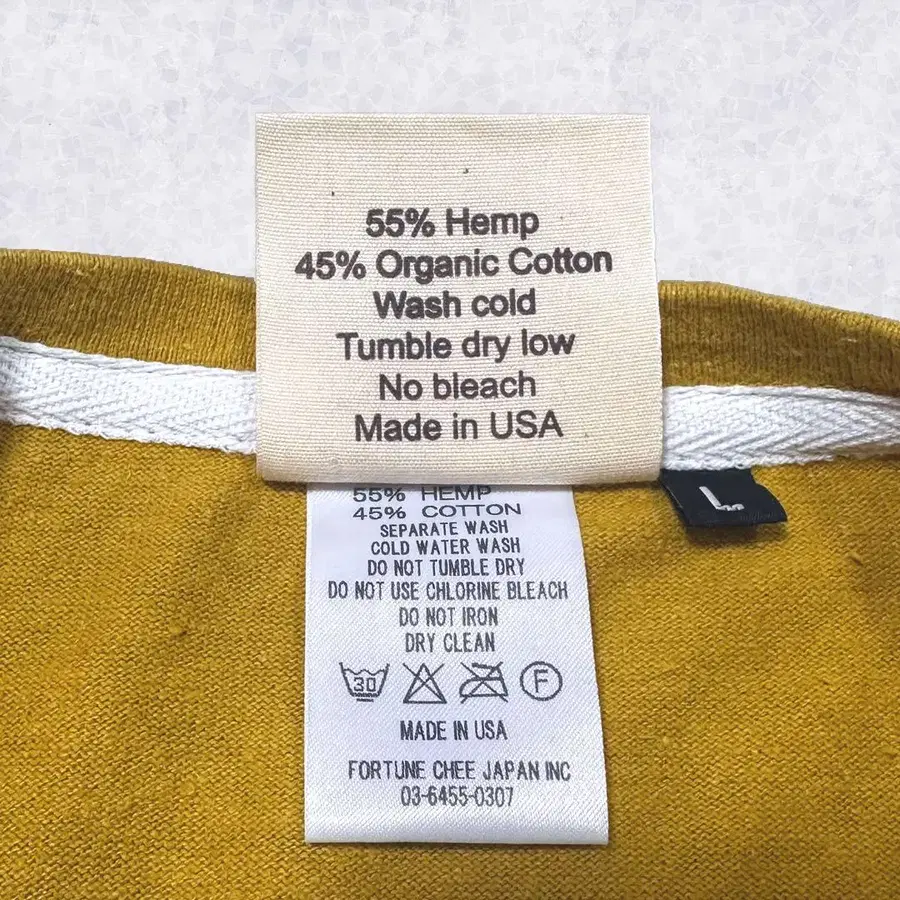 55% Hemp
45% Organic Cotton
Wash cold
Tumble dry low
No bleach
Made in USA
L
55% HEMP
45% COTTON
SEPARATE WASH
COLD WATER WASH
DO NOT TUMBLE DRY
DO NOT USE CHLORINE BLEACH
DO NOT IRON
DRY CLEAN
30 F
MADE IN USA
FORTUNE CHEE JAPAN INC
03-6455-0307